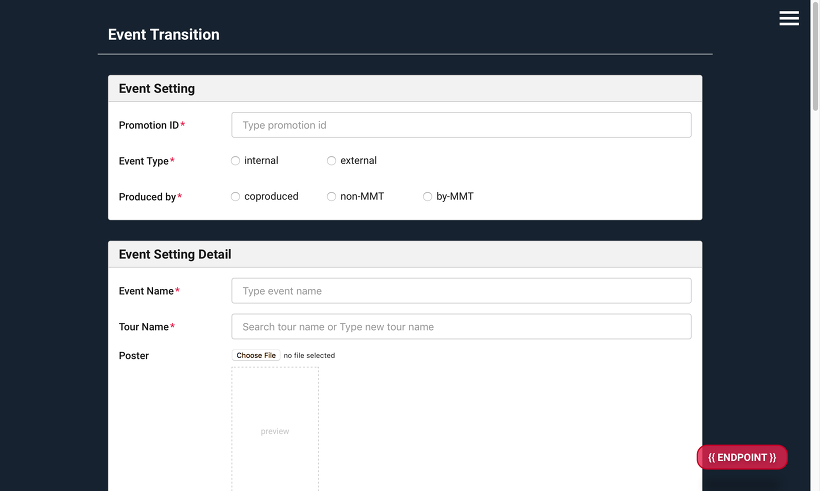 Event Transition
Event Setting
Promotion ID* Type promotion id
Event Type* internal external
Produced by* coproduced non-MMT by-MMT
Event Setting Detail
Event Name* Type event name
Tour Name* Search tour name or Type new tour name
Poster Choose File no file selected
preview
{{ ENDPOINT }}